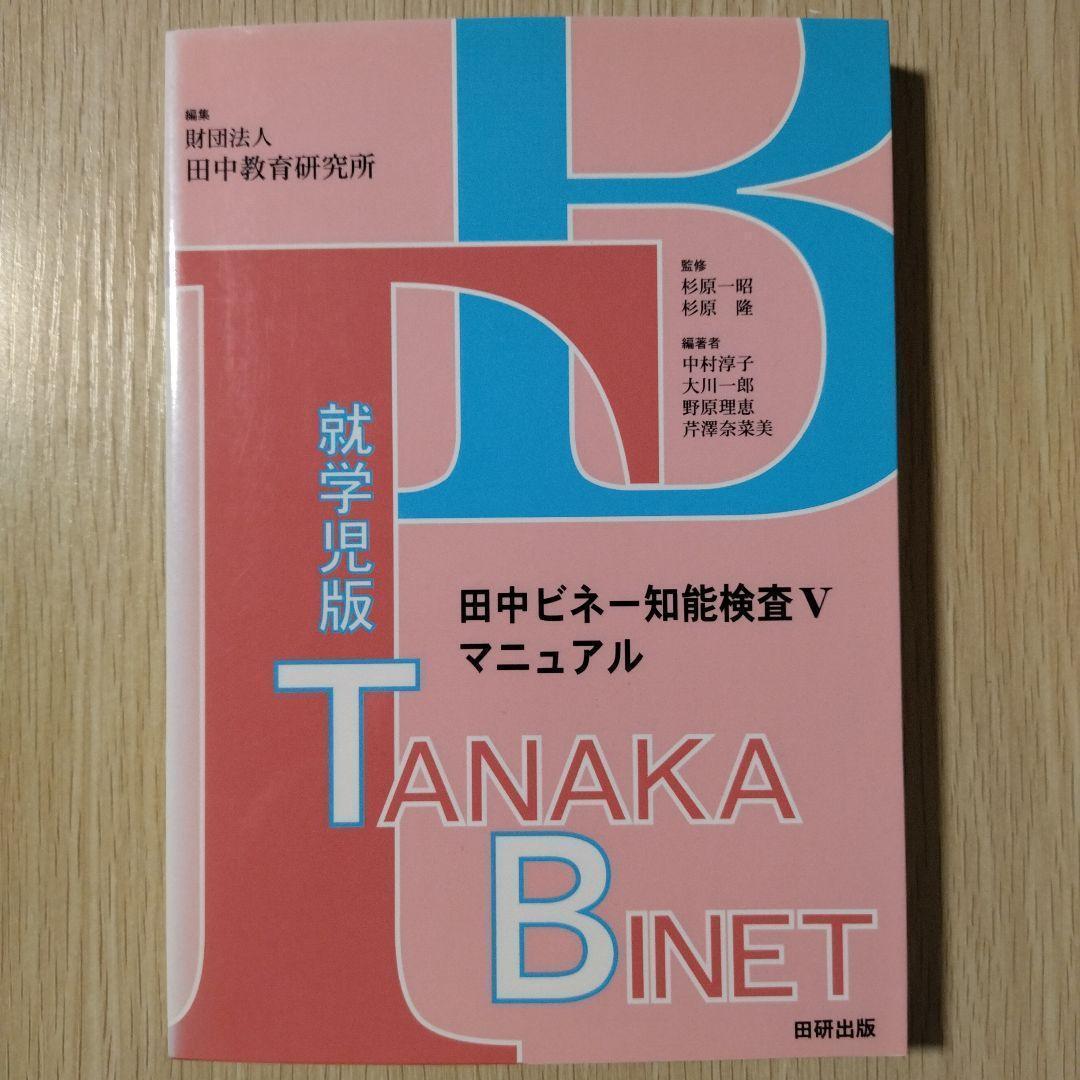 編集
財団法人
田中教育研究所
TB
監修
杉原一昭
杉原 隆
編著者
中村淳子
大川一郎
野原理恵
芹澤奈菜美
就学児版
田中ビネー知能検査V
マニュアル
TANAKA
BINET
田研出版